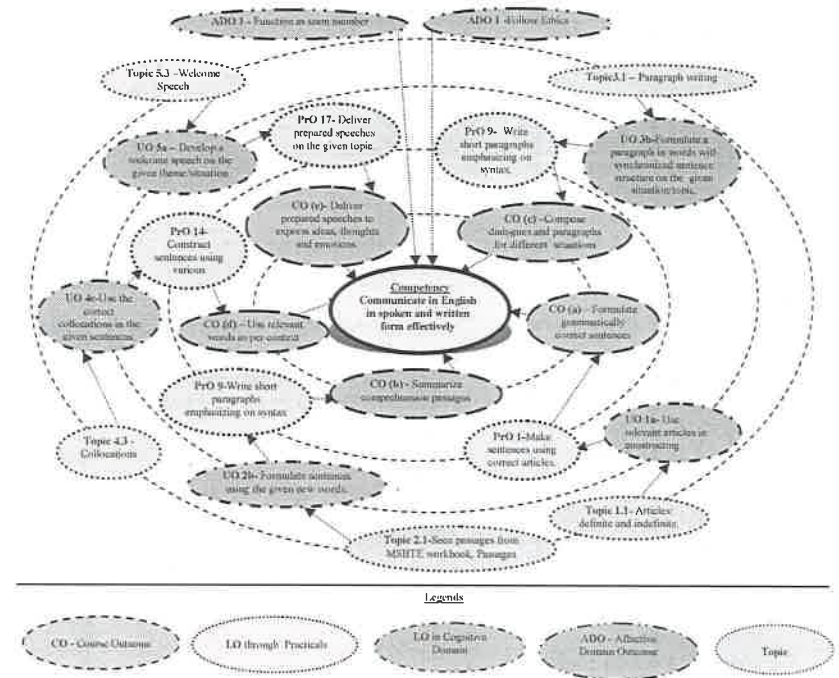 ADO 3 - Function as team member
ADO 1 -Follow Ethics
Topic 5.3 –Welcome
Speech
Topic3.1 – Paragraph writing
PrO 17- Deliver
prepared speeches
on the given topic
PrO 9- Write
short paragraphs
emphasizing on
syntax.
UO 5a – Develop a
welcome speech on the
given theme/situation
UO 3b-Formulate a
paragraph in words with
synchronized sentence
structure on the given
situation/topic.
CO (e)- Deliver
prepared speeches to
express ideas, thoughts
and emotions
CO (c) –Compose
dialogues and paragraphs
for different situations
PrO 14-
Construct
sentences using
various
Competency
Communicate in English
in spoken and written
form effectively
UO 4c-Use the
correct
collocations in the
given sentences
CO (d) – Use relevant
words as per context
CO (a) – Formulate
grammatically
correct sentences
CO (b) - Summarize
comprehension passages
PrO 9-Write short
paragraphs
emphasizing on syntax
UO 1a- Use
relevant articles in
constructing
PrO 1-Make
sentences using
correct articles.
Topic 4.3 -
Collocations
UO 2b- Formulate sentences
using the given new words.
Topic 1.1- Articles:
definite and indefinite.
Topic 2.1-Seen passages from
MSBTE workbook, Passages
Legends
CO - Course Outcome
LO through Practicals
LO in Cognitive
Domain
ADO - Affective
Domain Outcome
Topic